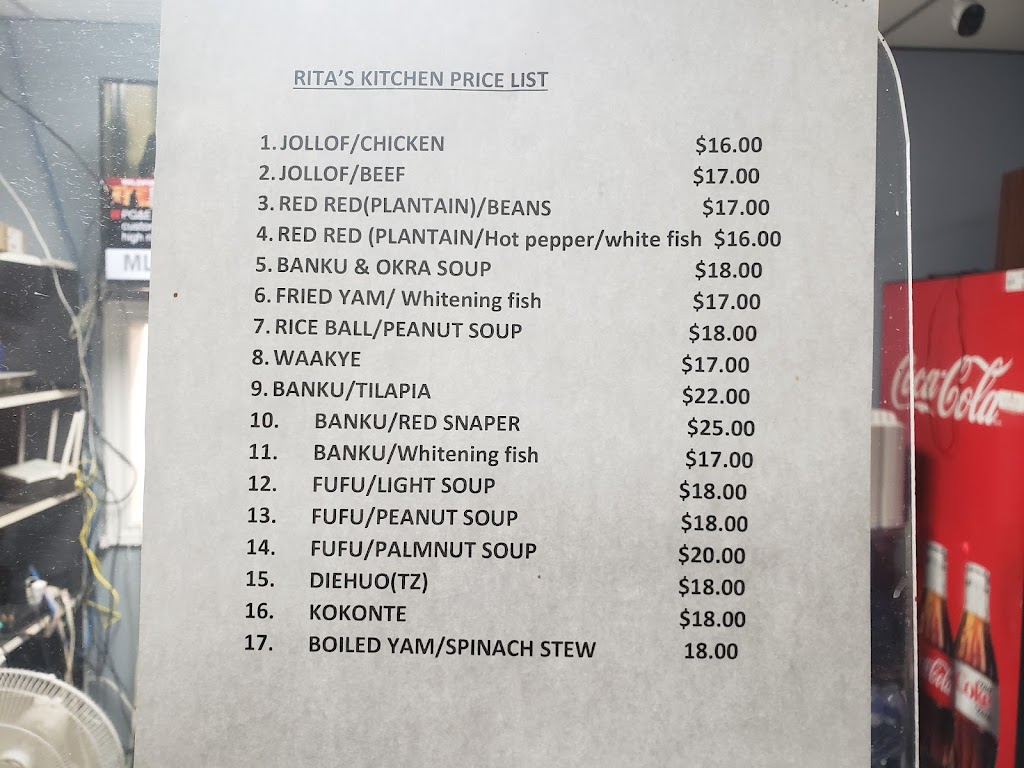 RITA'S KITCHEN PRICE LIST
1. JOLLOF/CHICKEN $16.00
2. JOLLOF/BEEF $17.00
3. RED RED(PLANTAIN)/BEANS $17.00
4. RED RED (PLANTAIN/Hot pepper/white fish $16.00
5. BANKU & OKRA SOUP $18.00
6. FRIED YAM/ Whitening fish $17.00
7. RICE BALL/PEANUT SOUP $18.00
8. WAAKYE $17.00
9. BANKU/TILAPIA $22.00
10. BANKU/RED SNAPER $25.00
11. BANKU/Whitening fish $17.00
12. FUFU/LIGHT SOUP $18.00
13. FUFU/PEANUT SOUP $18.00
14. FUFU/PALMNUT SOUP $20.00
15. DIEHUO(TZ) $18.00
16. KOKONTE $18.00
17. BOILED YAM/SPINACH STEW 18.00
Coca-Cola
Coke